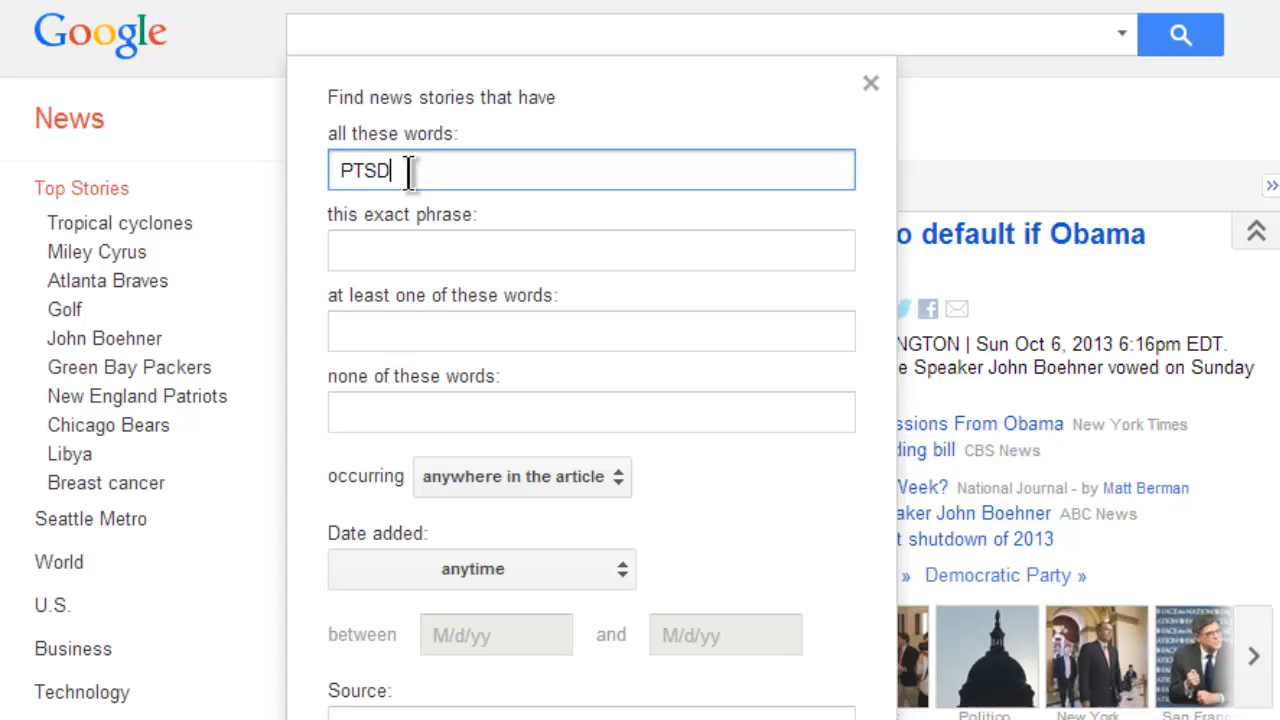 Google
Find news stories that have
all these words:
PTSD
this exact phrase:
at least one of these words:
none of these words:
occurring anywhere in the article
Date added:
anytime
between M/d/yy and M/d/yy
Source:
News
Top Stories
Tropical cyclones
Miley Cyrus
Atlanta Braves
Golf
John Boehner
Green Bay Packers
New England Patriots
Chicago Bears
Libya
Breast cancer
Seattle Metro
World
U.S.
Business
Technology
»
o default if Obama
NGTON | Sun Oct 6, 2013 6:16pm EDT.
e Speaker John Boehner vowed on Sunday
ssions From Obama New York Times
ding bill CBS News
Week? National Journal - by Matt Berman
aker John Boehner ABC News
t shutdown of 2013
» Democratic Party »
Politico New York San Franc